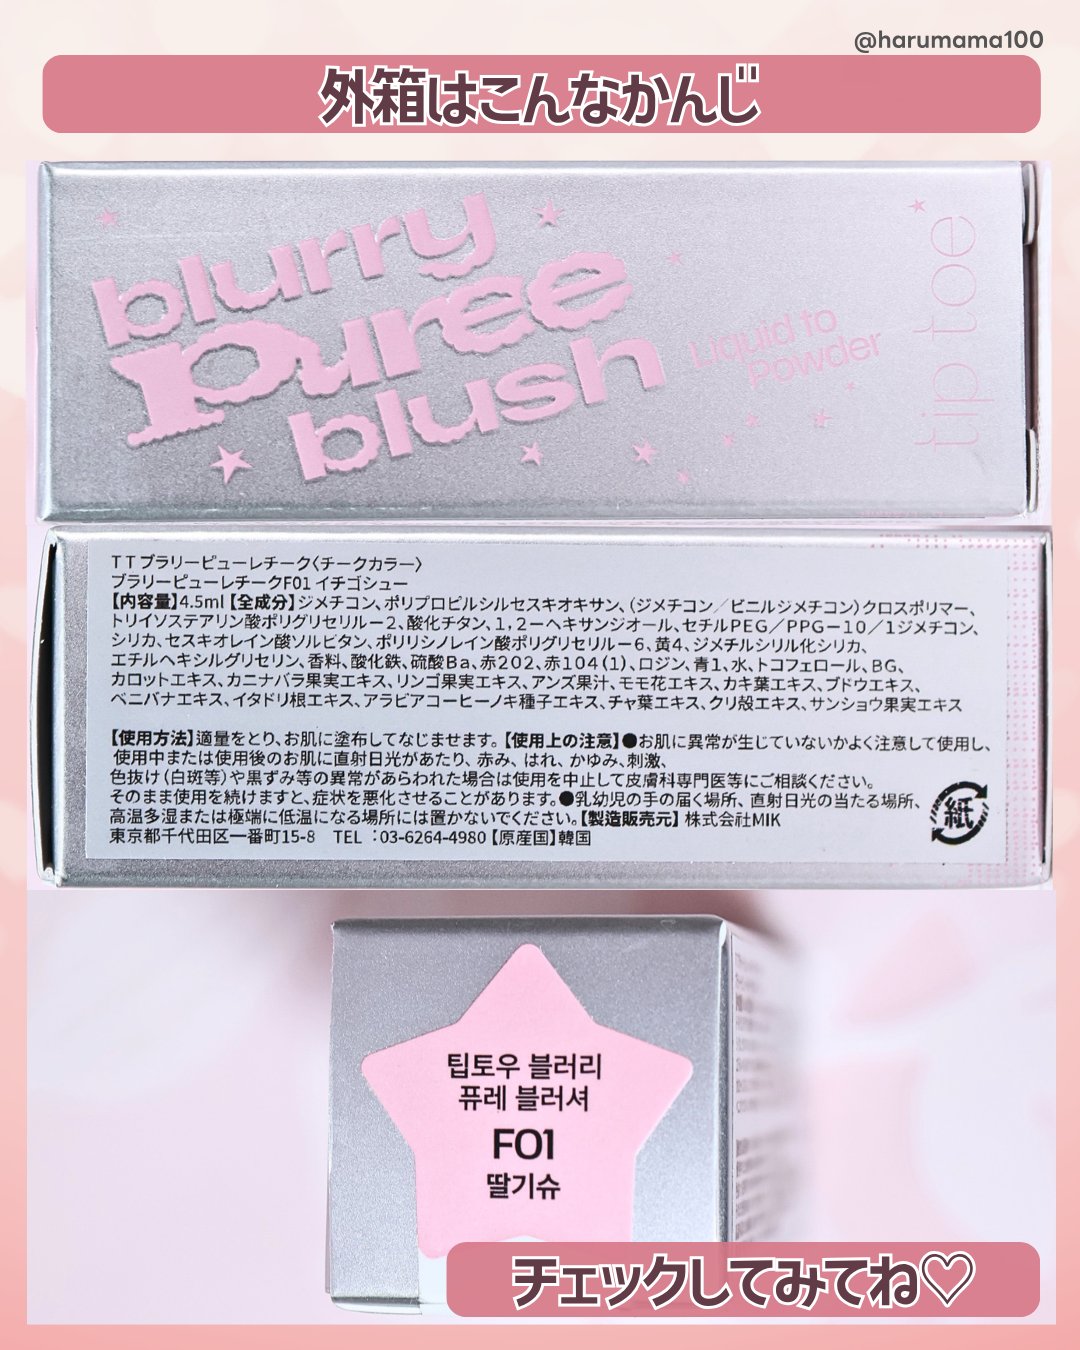 @harumama100
外箱はこんなかんじ
blurry
puree
blush
Liquid to
Powder
tip toe
TTブラリーピューレチーク〈チークカラー〉
ブラリーピューレチークF01 イチゴシュー
【内容量】4.5ml【全成分】ジメチコン、ポリプロピルシルセスキオキサン、(ジメチコン/ビニルジメチコン)クロスポリマー、
トリイソステアリン酸ポリグリセリル-2、酸化チタン、1,2-ヘキサンジオール、セチルPEG/PPG-10/1ジメチコン、
シリカ、セスキオレイン酸ソルビタン、ポリリシノレイン酸ポリグリセリル-6、黄4、ジメチルシリル化シリカ、
エチルヘキシルグリセリン、香料、酸化鉄、硫酸Ba、赤202、赤104(1)、ロジン、青1、水、トコフェロール、BG、
カロットエキス、カニナバラ果実エキス、リンゴ果実エキス、アンズ果汁、モモ花エキス、カキ葉エキス、ブドウエキス、
ベニバナエキス、イタドリ根エキス、アラビアコーヒーノキ種子エキス、チャ葉エキス、クリ殻エキス、サンショウ果実エキス
【使用方法】適量をとり、お肌に塗布してなじませます。【使用上の注意】●お肌に異常が生じていないかよく注意して使用し、
使用中または使用後のお肌に直射日光があたり、赤み、はれ、かゆみ、刺激、
色抜け(白斑等)や黒ずみ等の異常があらわれた場合は使用を中止して皮膚科専門医等にご相談ください。
そのまま使用を続けますと、症状を悪化させることがあります。●乳幼児の手の届く場所、直射日光の当たる場所、
高温多湿または極端に低温になる場所には置かないでください。【製造販売元】株式会社MIK
東京都千代田区一番町15-8 TEL:03-6264-4980【原産国】韓国
紙
팁토우 블러리
퓨레 블러셔
F01
딸기슈
チェックしてみてね♡